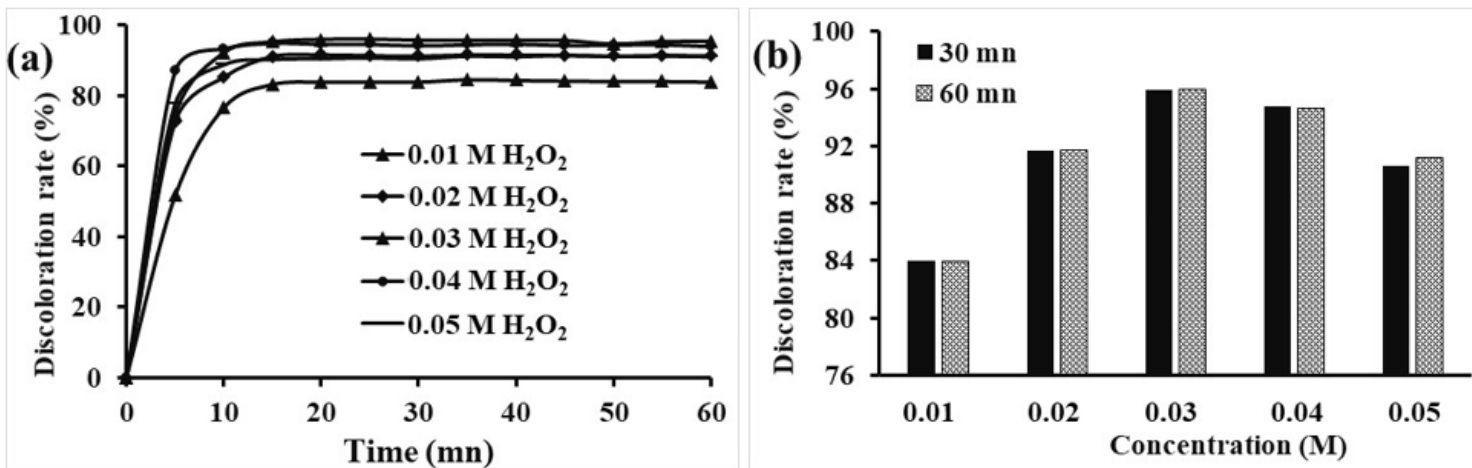 (a)
Discoloration rate (%)
100
80
60
40
20
0
0 10 20 30 40 50 60
Time (mn)
0.01 M H₂O₂
0.02 M H₂O₂
0.03 M H₂O₂
0.04 M H₂O₂
0.05 M H₂O₂
(b)
Discoloration rate (%)
100
96
92
88
84
80
76
30 mn
60 mn
0.01 0.02 0.03 0.04 0.05
Concentration (M)